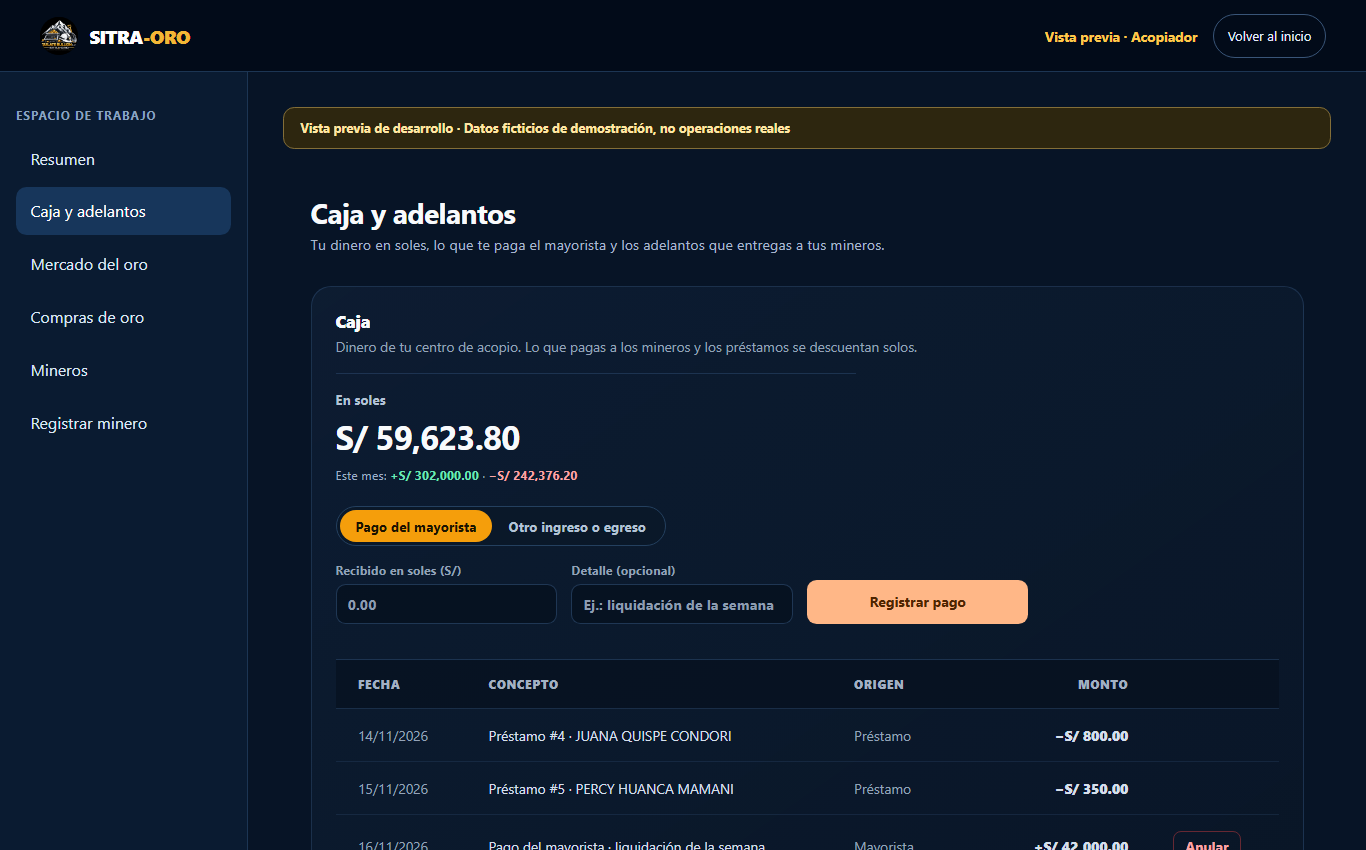 SITRA-ORO
Vista previa · Acopiador
Volver al inicio
ESPACIO DE TRABAJO
Resumen
Caja y adelantos
Mercado del oro
Compras de oro
Mineros
Registrar minero
Vista previa de desarrollo · Datos ficticios de demostración, no operaciones reales
Caja y adelantos
Tu dinero en soles, lo que te paga el mayorista y los adelantos que entregas a tus mineros.
Caja
Dinero de tu centro de acopio. Lo que pagas a los mineros y los préstamos se descuentan solos.
En soles
S/ 59,623.80
Este mes: +S/ 302,000.00 · −S/ 242,376.20
Pago del mayorista
Otro ingreso o egreso
Recibido en soles (S/)
Detalle (opcional)
0.00
Ej.: liquidación de la semana
Registrar pago
FECHA CONCEPTO ORIGEN MONTO
14/11/2026 Préstamo #4 · JUANA QUISPE CONDORI Préstamo −S/ 800.00
15/11/2026 Préstamo #5 · PERCY HUANCA MAMANI Préstamo −S/ 350.00
16/11/2026 Pago del mayorista · liquidación de la semana Mayorista +S/ 42,000.00 Anular